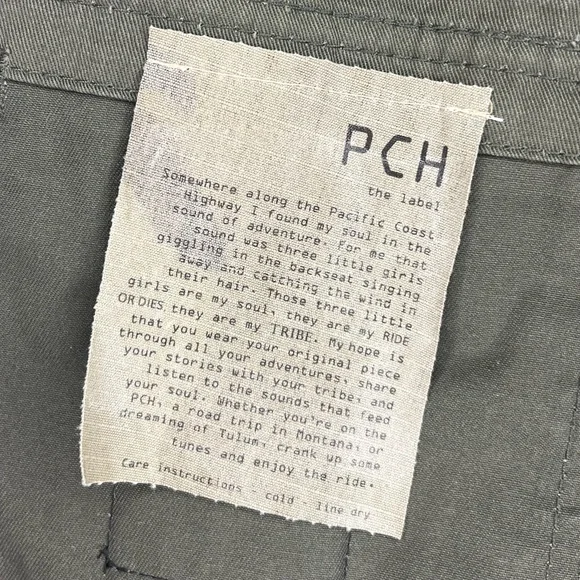 PCH
the label
Somewhere along the Pacific Coast
Highway I found my soul in the
sound of adventure. For me that
sound was three little girls
giggling in the backseat singing
away and catching the wind in
their hair. Those three little
girls are my soul, they are my RIDE
OR DIES, they are my TRIBE. My hope is
that you wear your original piece
through all your adventures, share
your stories with your tribe, and
listen to the sounds that feed
your soul. Whether you're on the
PCH, a road trip in Montana, or
dreaming of Tulum, crank up some
tunes and enjoy the ride.
Care instructions - cold - line dry